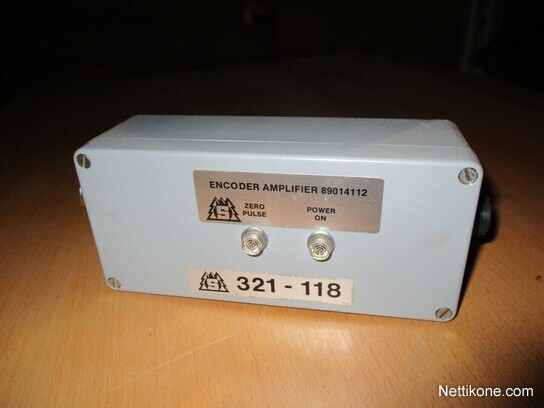 ENCODER AMPLIFIER 89014112
ZERO PULSE
POWER ON
321 - 118
Nettikone.com